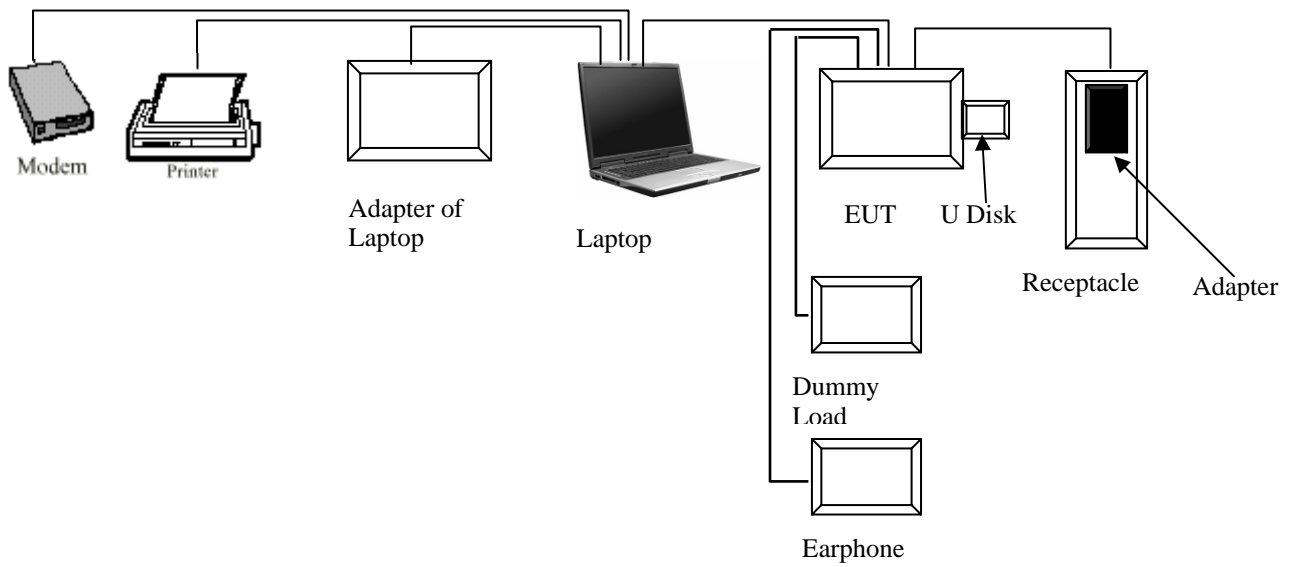 Modem
Printer
Adapter of
Laptop
Laptop
EUT
U Disk
Receptacle
Adapter
Dummy
Load
Earphone